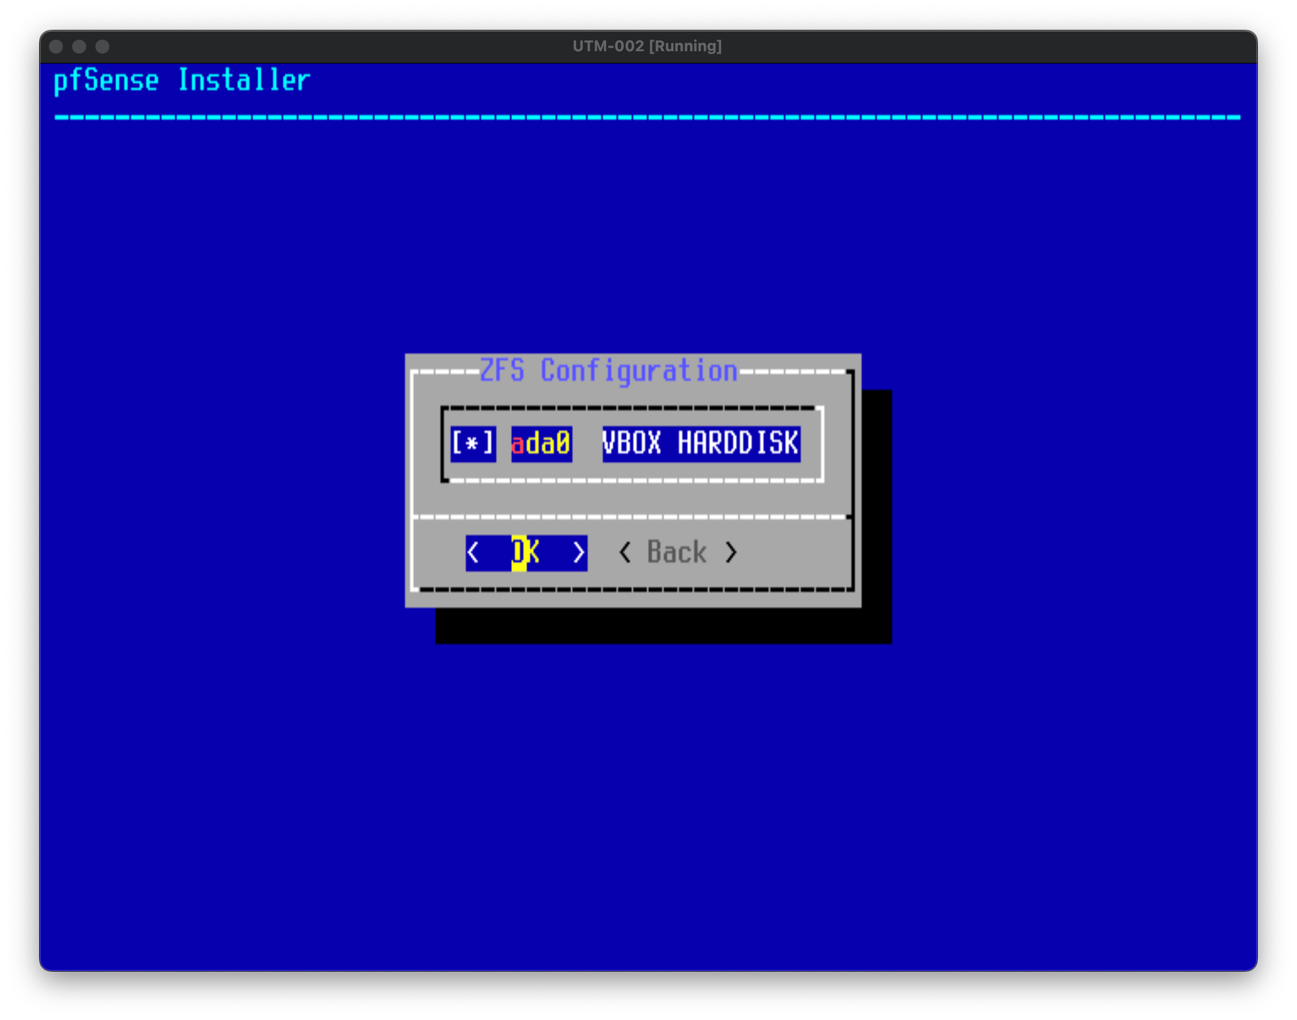 UTM-002 [Running]
pfSense Installer
ZFS Configuration
[*] ada0 VBOX HARDDISK
< OK > < Back >